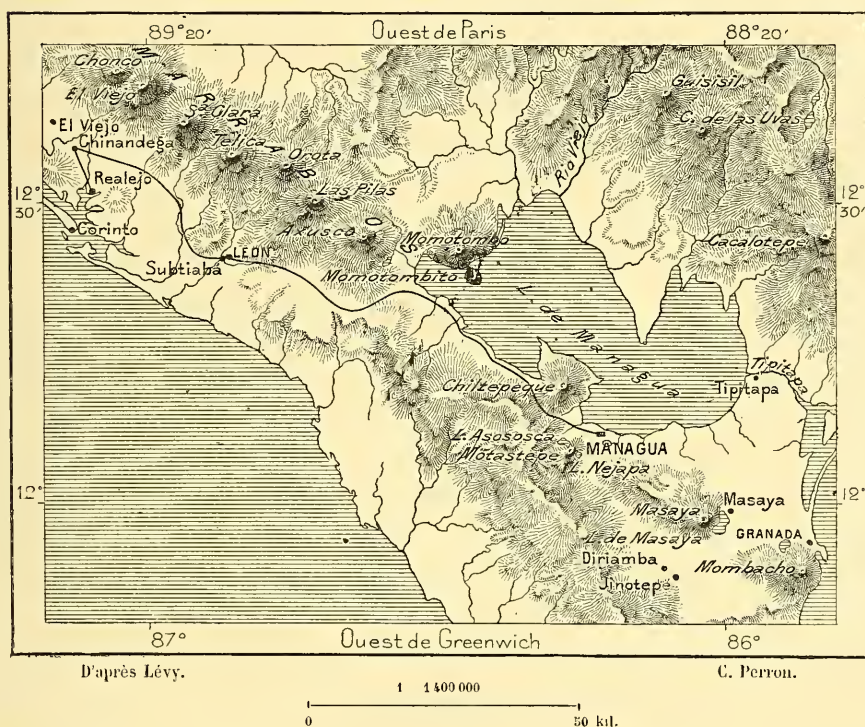 89°20'
Ouest de Paris
88°20'
Chonco
El Viejo
El Viejo
Chinandega
Sª Clara
Telica
Orota
MARRABIOS
Realejo
Corinto
Las Pilas
Axusco
Momotombo
Momotombito
Subtiaba
LEON
Rio Viejo
Guisisil
C. de las Uvas
12°
30'
12°
30'
Cacalotepe
L. de Managua
Chiltepeque
Tipitapa
Tipitapa
L. Asososca
Motastepe
MANAGUA
L. Nejapa
12°
12°
Masaya
Masaya
L. de Masaya
GRANADA
Diriamba
Jinotepé
Mombacho
87°
Ouest de Greenwich
86°
D'après Lévy.
C. Perron.
1 1 400 000
0
50 kil.